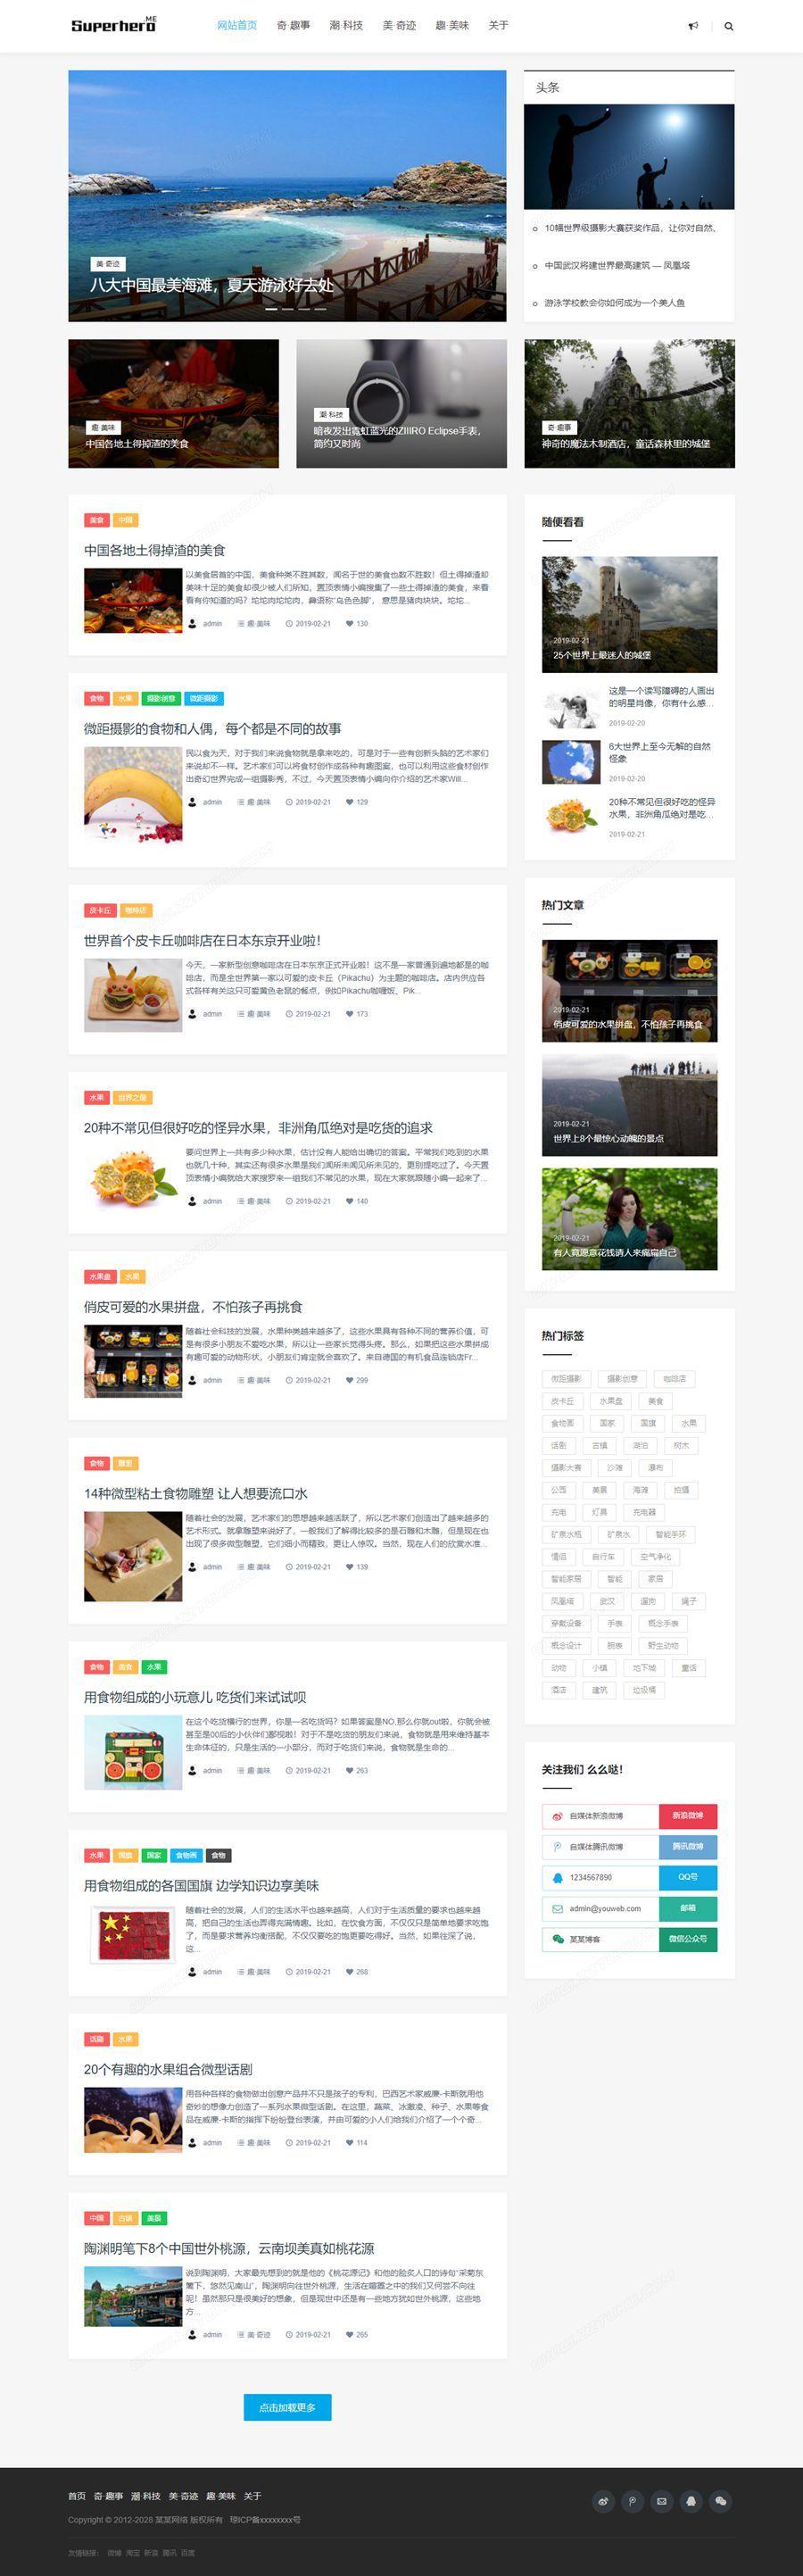 Superhero .ME
网站首页 奇·趣事 潮·科技 美·奇迹 趣·美味 关于
美·奇迹
八大中国最美海滩，夏天游泳好去处
头条
10幅世界级摄影大赛获奖作品，让你对自然、
中国武汉将建世界最高建筑 — 凤凰塔
游泳学校教会你如何成为一个美人鱼
趣·美味
中国各地土得掉渣的美食
潮·科技
暗夜发出霓虹蓝光的ZIIIRO Eclipse手表，
简约又时尚
奇·趣事
神奇的魔法木制酒店，童话森林里的城堡
美食 中国
中国各地土得掉渣的美食
以美食居首的中国，美食种类不胜其数，闻名于世的美食也数不胜数！但土得掉渣却
美味十足的美食却很少被人们所知，置顶表情小编搜集了一些土得掉渣的美食，来看
看有你知道的吗？坨坨肉坨坨肉，彝语称“乌色色脚”， 意思是猪肉块块。坨坨...
admin 趣·美味 2019-02-21 130
食物 水果 摄影创意 微距摄影
微距摄影的食物和人偶，每个都是不同的故事
民以食为天，对于我们来说食物就是拿来吃的，可是对于一些有创新头脑的艺术家们
来说却不一样。艺术家们可以将食材创作成各种有趣图案，也可以利用这些食材创作
出奇幻世界完成一组摄影秀，不过，今天置顶表情小编向你介绍的艺术家Will...
admin 趣·美味 2019-02-21 129
皮卡丘 咖啡店
世界首个皮卡丘咖啡店在日本东京开业啦！
今天，一家新型创意咖啡店在日本东京正式开业啦！这不是一家普通到遍地都是的咖
啡店，而是全世界第一家以可爱的皮卡丘（Pikachu）为主题的咖啡店。店内供应各
式各样有关这只可爱黄色老鼠的餐点，例如Pikachu咖喱饭、Pik...
admin 趣·美味 2019-02-21 173
水果 世界之最
20种不常见但很好吃的怪异水果，非洲角瓜绝对是吃货的追求
要问世界上一共有多少种水果，估计没有人能给出确切的答案。平常我们吃到的水果
也就几十种，其实还有很多水果是我们闻所未闻见所未见的，更别提吃过了。今天置
顶表情小编就给大家搜罗来一组我们不常见的水果，现在大家就跟随小编一起来了...
admin 趣·美味 2019-02-21 140
水果盘 水果
俏皮可爱的水果拼盘，不怕孩子再挑食
随着社会科技的发展，水果种类越来越多了，这些水果具有各种不同的营养价值，可
是有很多小朋友不爱吃水果，所以让一些家长觉得头疼。那么，如果把这些水果拼成
有趣可爱的动物形状，小朋友们肯定就会喜欢了。来自德国的有机食品连锁店Fr...
admin 趣·美味 2019-02-21 299
食物 雕塑
14种微型粘土食物雕塑 让人想要流口水
随着社会的发展，艺术家们的思想越来越活跃了，所以艺术家们创造出了越来越多的
艺术形式。就拿雕塑来说好了，一般我们了解得比较多的是石雕和木雕，但是现在也
出现了很多微型雕塑，它们细小而精致，更让人惊叹。当然，现在人们的欣赏水准...
admin 趣·美味 2019-02-21 139
食物 美食 水果
用食物组成的小玩意儿 吃货们来试试呗
在这个吃货横行的世界，你是一名吃货吗？如果答案是NO,那么你就out啦，你就会被
甚至是00后的小伙伴们鄙视啦！对于不是吃货的朋友们来说，食物就是用来维持基本
生命体征的，只是生活的一小部分，而对于吃货们来说，食物就是生命的...
admin 趣·美味 2019-02-21 263
水果 国旗 国家 食物画 食物
用食物组成的各国国旗 边学知识边享美味
随着社会的发展，人们的生活水平也越来越高，人们对于生活质量的要求也越来越
高，把自己的生活也弄得充满情趣。比如，在饮食方面，不仅仅只是简单地要求吃饱
了，而是要求营养均衡搭配，不仅仅要吃的饱更要吃得好。当然，如果往深了说，
这...
admin 趣·美味 2019-02-21 268
话剧 水果
20个有趣的水果组合微型话剧
用各种各样的食物做出创意产品并不只是孩子的专利，巴西艺术家威廉-卡斯就用他
奇妙的想像力创造了一系列水果微型话剧。在这里，蔬菜、冰激凌、种子、水果等食
品在威廉-卡斯的指挥下纷纷登台表演，并由可爱的小人们给我们介绍了一个个奇...
admin 趣·美味 2019-02-21 114
中国 古镇 美景
陶渊明笔下8个中国世外桃源，云南坝美真如桃花源
说到陶渊明，大家最先想到的就是他的《桃花源记》和他的脍炙人口的诗句“采菊东
篱下，悠然见南山”，陶渊明向往世外桃源，生活在喧嚣之中的我们又何尝不向往
呢！虽然那只是很美好的想象，但是现世中还是有一些地方犹如世外桃源，这些地
方...
admin 美·奇迹 2019-02-21 265
点击加载更多
随便看看
2019-02-21
25个世界上最迷人的城堡
这是一个读写障碍的人画出
的明星肖像，你有什么感...
2019-02-20
6大世界上至今无解的自然
怪象
2019-02-20
20种不常见但很好吃的怪异
水果，非洲角瓜绝对是吃...
2019-02-21
热门文章
2019-02-21
俏皮可爱的水果拼盘，不怕孩子再挑食
2019-02-21
世界上8个最惊心动魄的景点
2019-02-21
有人竟愿意花钱请人来痛扁自己
热门标签
微距摄影 摄影创意 咖啡店
皮卡丘 水果盘 美食
食物画 国家 国旗 水果
话剧 古镇 湖泊 树木
摄影大赛 沙滩 瀑布
公园 美景 海滩 拍摄
充电 灯具 充电器
矿泉水瓶 矿泉水 智能手环
情侣 自行车 空气净化
智能家居 智能 家居
凤凰塔 武汉 遛狗 绳子
穿戴设备 手表 概念手表
概念设计 腕表 野生动物
动物 小镇 地下城 童话
酒店 建筑 垃圾桶
关注我们 么么哒！
自媒体新浪微博 新浪微博
自媒体腾讯微博 腾讯微博
1234567890 QQ号
admin@youweb.com 邮箱
某某博客 微信公众号
首页 奇·趣事 潮·科技 美·奇迹 趣·美味 关于
Copyright © 2012-2028 某某网络 版权所有 琼ICP备xxxxxxxx号
友情链接： 微博 淘宝 新浪 腾讯 百度